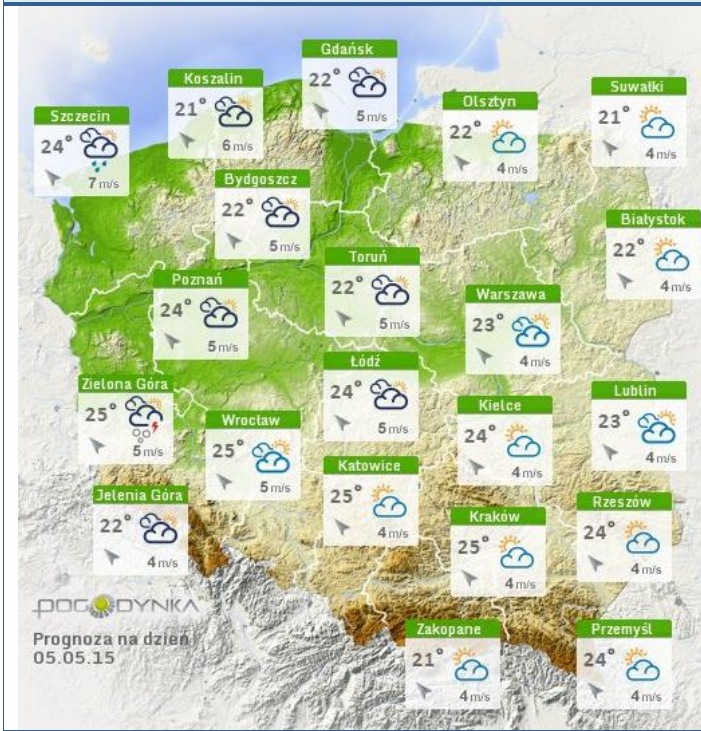 Gdańsk
22°
5 m/s
Koszalin
21°
6 m/s
Suwałki
21°
4 m/s
Olsztyn
22°
4 m/s
Szczecin
24°
7 m/s
Bydgoszcz
22°
5 m/s
Białystok
22°
4 m/s
Toruń
22°
5 m/s
Poznań
24°
5 m/s
Warszawa
23°
4 m/s
Łódź
24°
5 m/s
Zielona Góra
25°
5 m/s
Lublin
23°
4 m/s
Kielce
24°
4 m/s
Wrocław
25°
5 m/s
Katowice
25°
4 m/s
Jelenia Góra
22°
4 m/s
Rzeszów
24°
4 m/s
Kraków
25°
4 m/s
POGODYNKA
Prognoza na dzień
05.05.15
Zakopane
21°
4 m/s
Przemyśl
24°
4 m/s